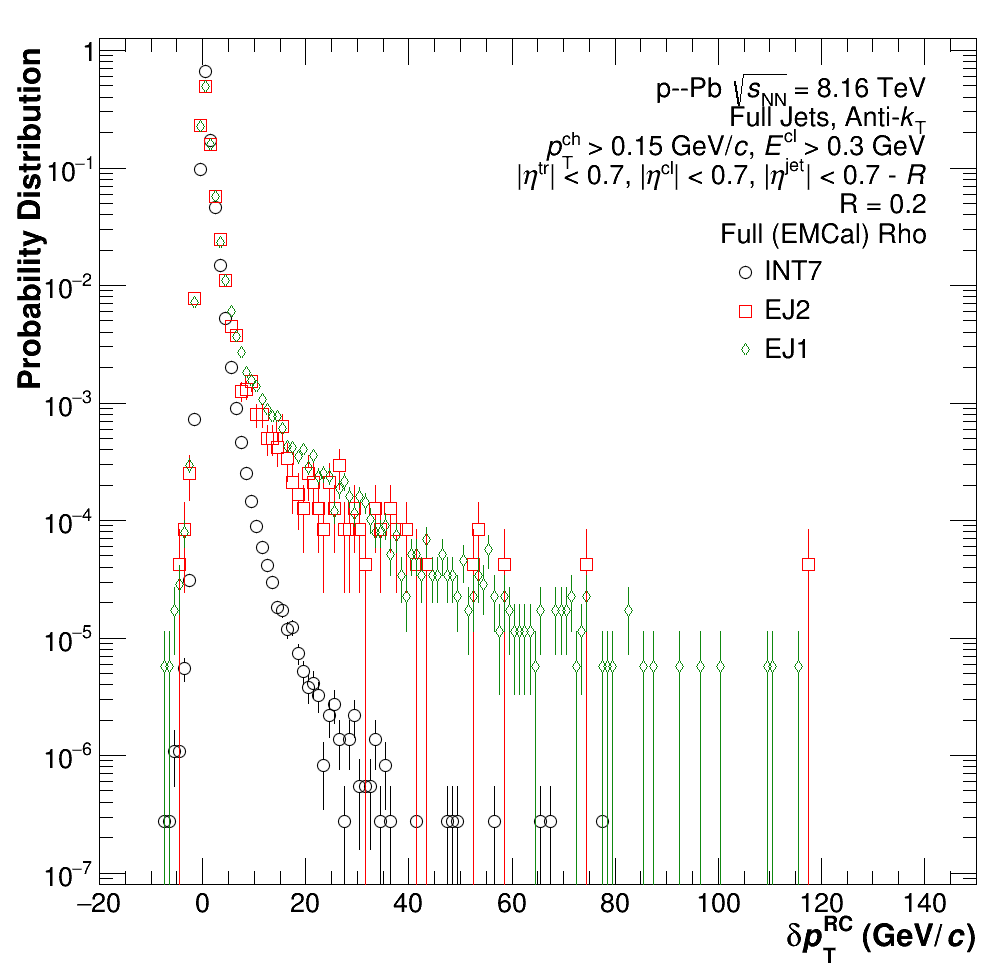 Probability Distribution
1
10⁻¹
10⁻²
10⁻³
10⁻⁴
10⁻⁵
10⁻⁶
10⁻⁷
p--Pb √s_NN = 8.16 TeV
Full Jets, Anti-k_T
p_T^ch > 0.15 GeV/c, E^cl > 0.3 GeV
|η^tr| < 0.7, |η^cl| < 0.7, |η^jet| < 0.7 - R
R = 0.2
Full (EMCal) Rho
INT7
EJ2
EJ1
−20 0 20 40 60 80 100 120 140
δp_T^RC (GeV/c)